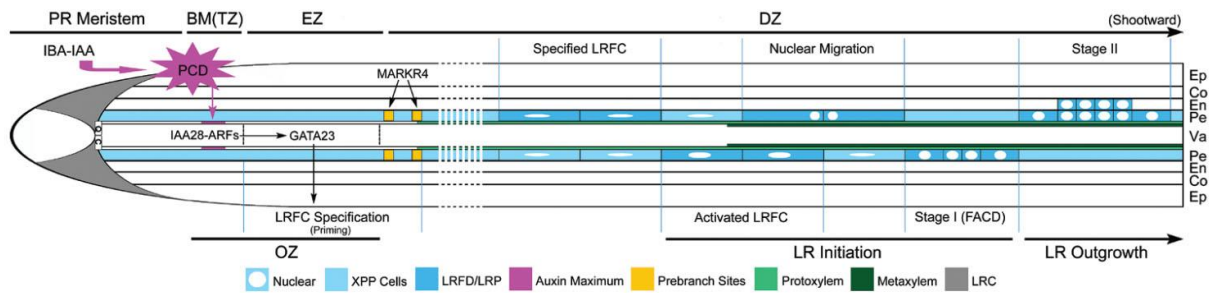 PR Meristem
BM(TZ)
EZ
DZ
(Shootward)
IBA-IAA
PCD
MARKR4
Specified LRFC
Nuclear Migration
Stage II
Ep
Co
En
Pe
Va
Pe
En
Co
Ep
QC
IAA28-ARFs
GATA23
LRFC Specification
(Priming)
Activated LRFC
Stage I (FACD)
OZ
LR Initiation
LR Outgrowth
Nuclear
XPP Cells
LRFD/LRP
Auxin Maximum
Prebranch Sites
Protoxylem
Metaxylem
LRC